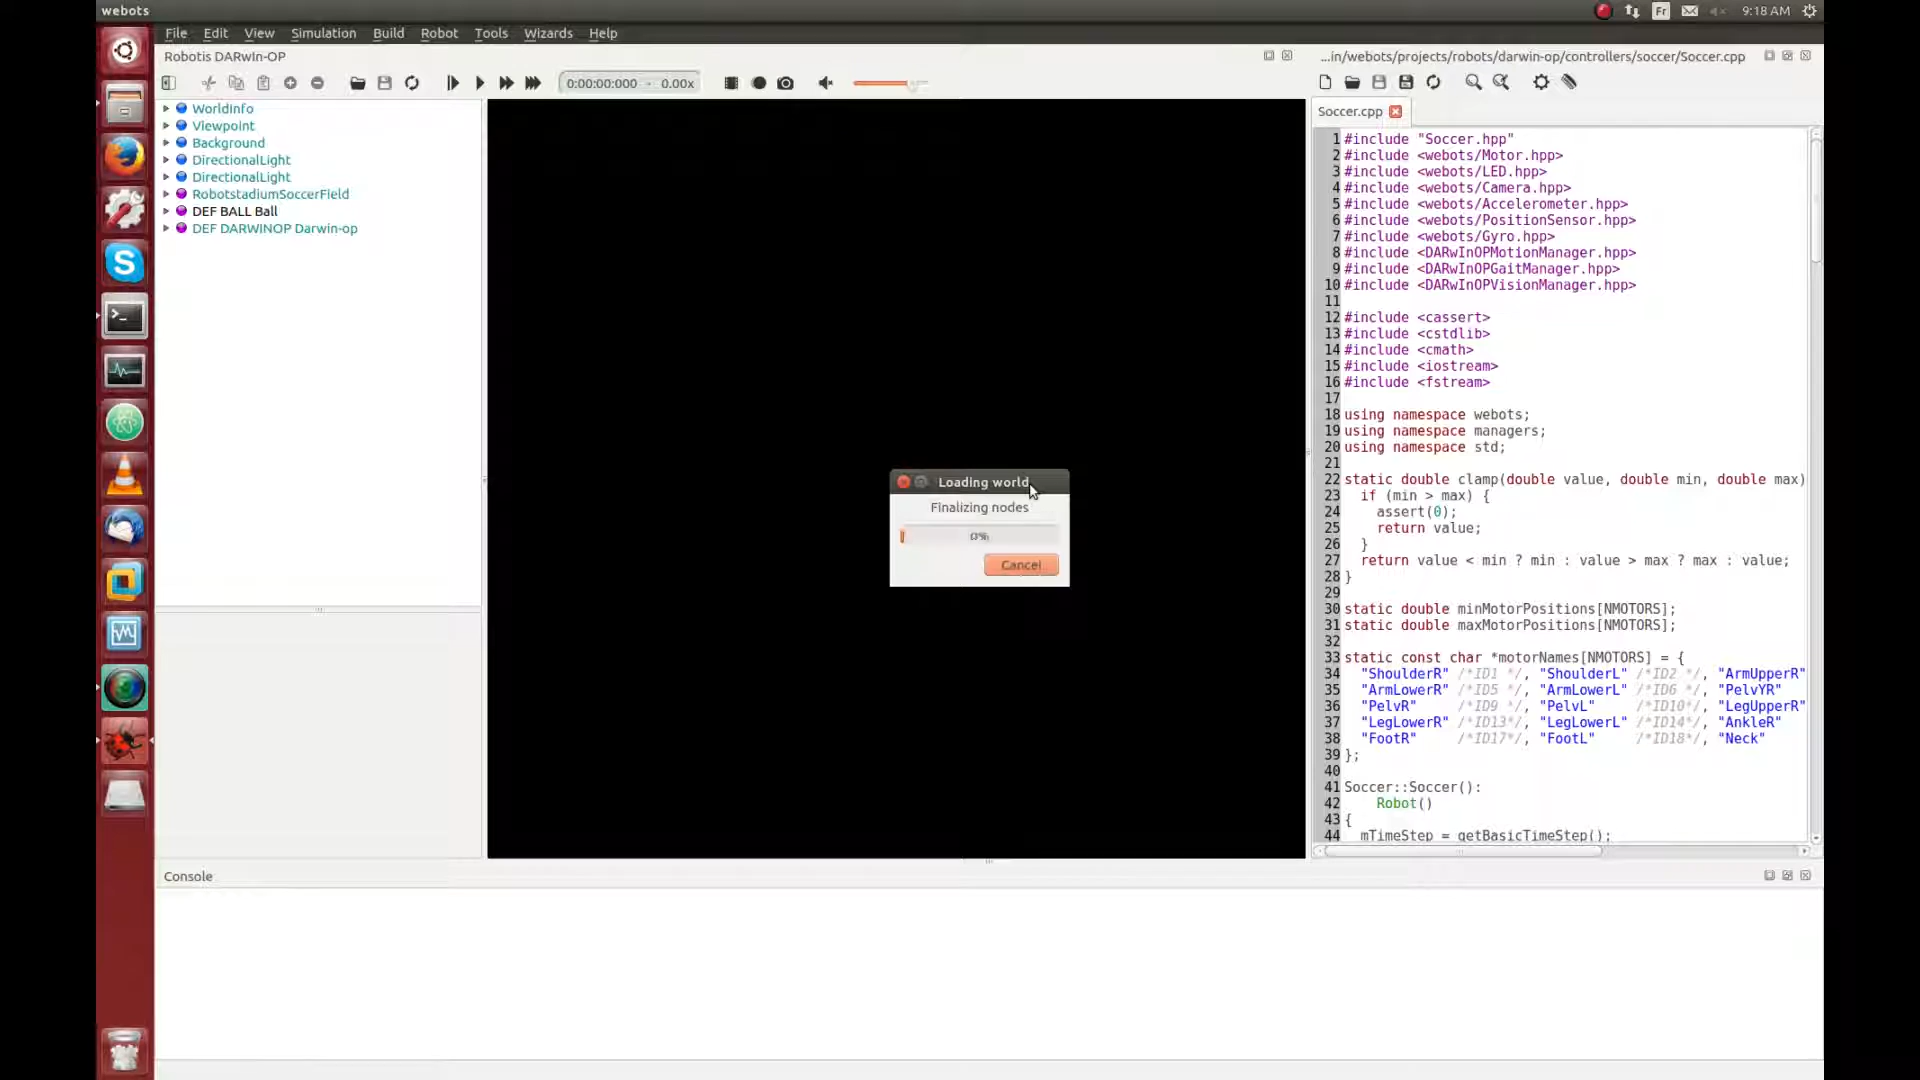 webots
Fr
9:18 AM
File Edit View Simulation Build Robot Tools Wizards Help
Robotis DARwIn-OP
0:00:00:000 - 0.00x
WorldInfo
Viewpoint
Background
DirectionalLight
DirectionalLight
RobotstadiumSoccerField
DEF BALL Ball
DEF DARWINOP Darwin-op
Loading world
Finalizing nodes
Cancel
...in/webots/projects/robots/darwin-op/controllers/soccer/Soccer.cpp
Soccer.cpp
1 #include "Soccer.hpp"
2 #include <webots/Motor.hpp>
3 #include <webots/LED.hpp>
4 #include <webots/Camera.hpp>
5 #include <webots/Accelerometer.hpp>
6 #include <webots/PositionSensor.hpp>
7 #include <webots/Gyro.hpp>
8 #include <DARwInOPMotionManager.hpp>
9 #include <DARwInOPGaitManager.hpp>
10 #include <DARwInOPVisionManager.hpp>
11
12 #include <cassert>
13 #include <cstdlib>
14 #include <cmath>
15 #include <iostream>
16 #include <fstream>
17
18 using namespace webots;
19 using namespace managers;
20 using namespace std;
21
22 static double clamp(double value, double min, double max)
23 if (min > max) {
24 assert(0);
25 return value;
26 }
27 return value < min ? min : value > max ? max : value;
28 }
29
30 static double minMotorPositions[NMOTORS];
31 static double maxMotorPositions[NMOTORS];
32
33 static const char *motorNames[NMOTORS] = {
34 "ShoulderR" /*ID1 */, "ShoulderL" /*ID2 */, "ArmUpperR"
35 "ArmLowerR" /*ID5 */, "ArmLowerL" /*ID6 */, "PelvYR"
36 "PelvR" /*ID9 */, "PelvL" /*ID10*/, "LegUpperR"
37 "LegLowerR" /*ID13*/, "LegLowerL" /*ID14*/, "AnkleR"
38 "FootR" /*ID17*/, "FootL" /*ID18*/, "Neck"
39 };
40
41 Soccer::Soccer():
42 Robot()
43 {
44 mTimeStep = getBasicTimeStep();
Console